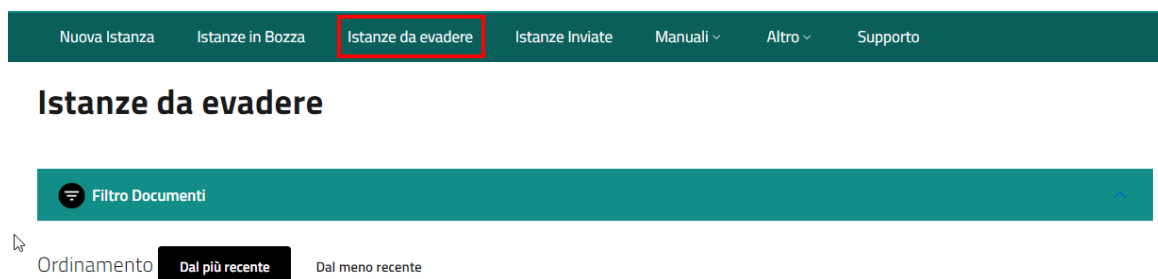 Nuova Istanza Istanze in Bozza Istanze da evadere Istanze Inviate Manuali Altro Supporto
Istanze da evadere
Filtro Documenti
Ordinamento Dal più recente Dal meno recente